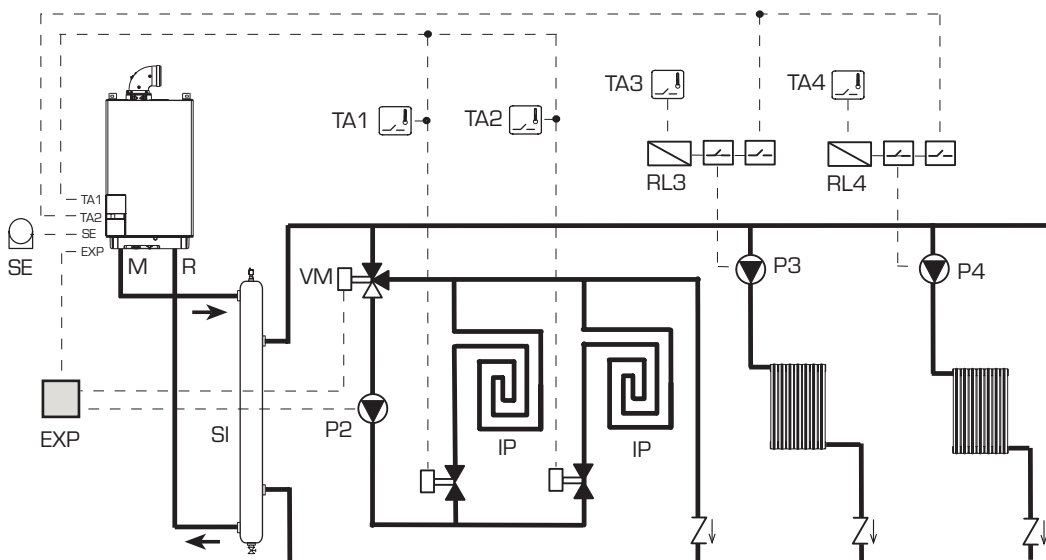 TA1
TA2
TA3
TA4
RL3
RL4
TA1
TA2
SE
EXP
SE
M
R
VM
P3
P4
EXP
SI
P2
IP
IP